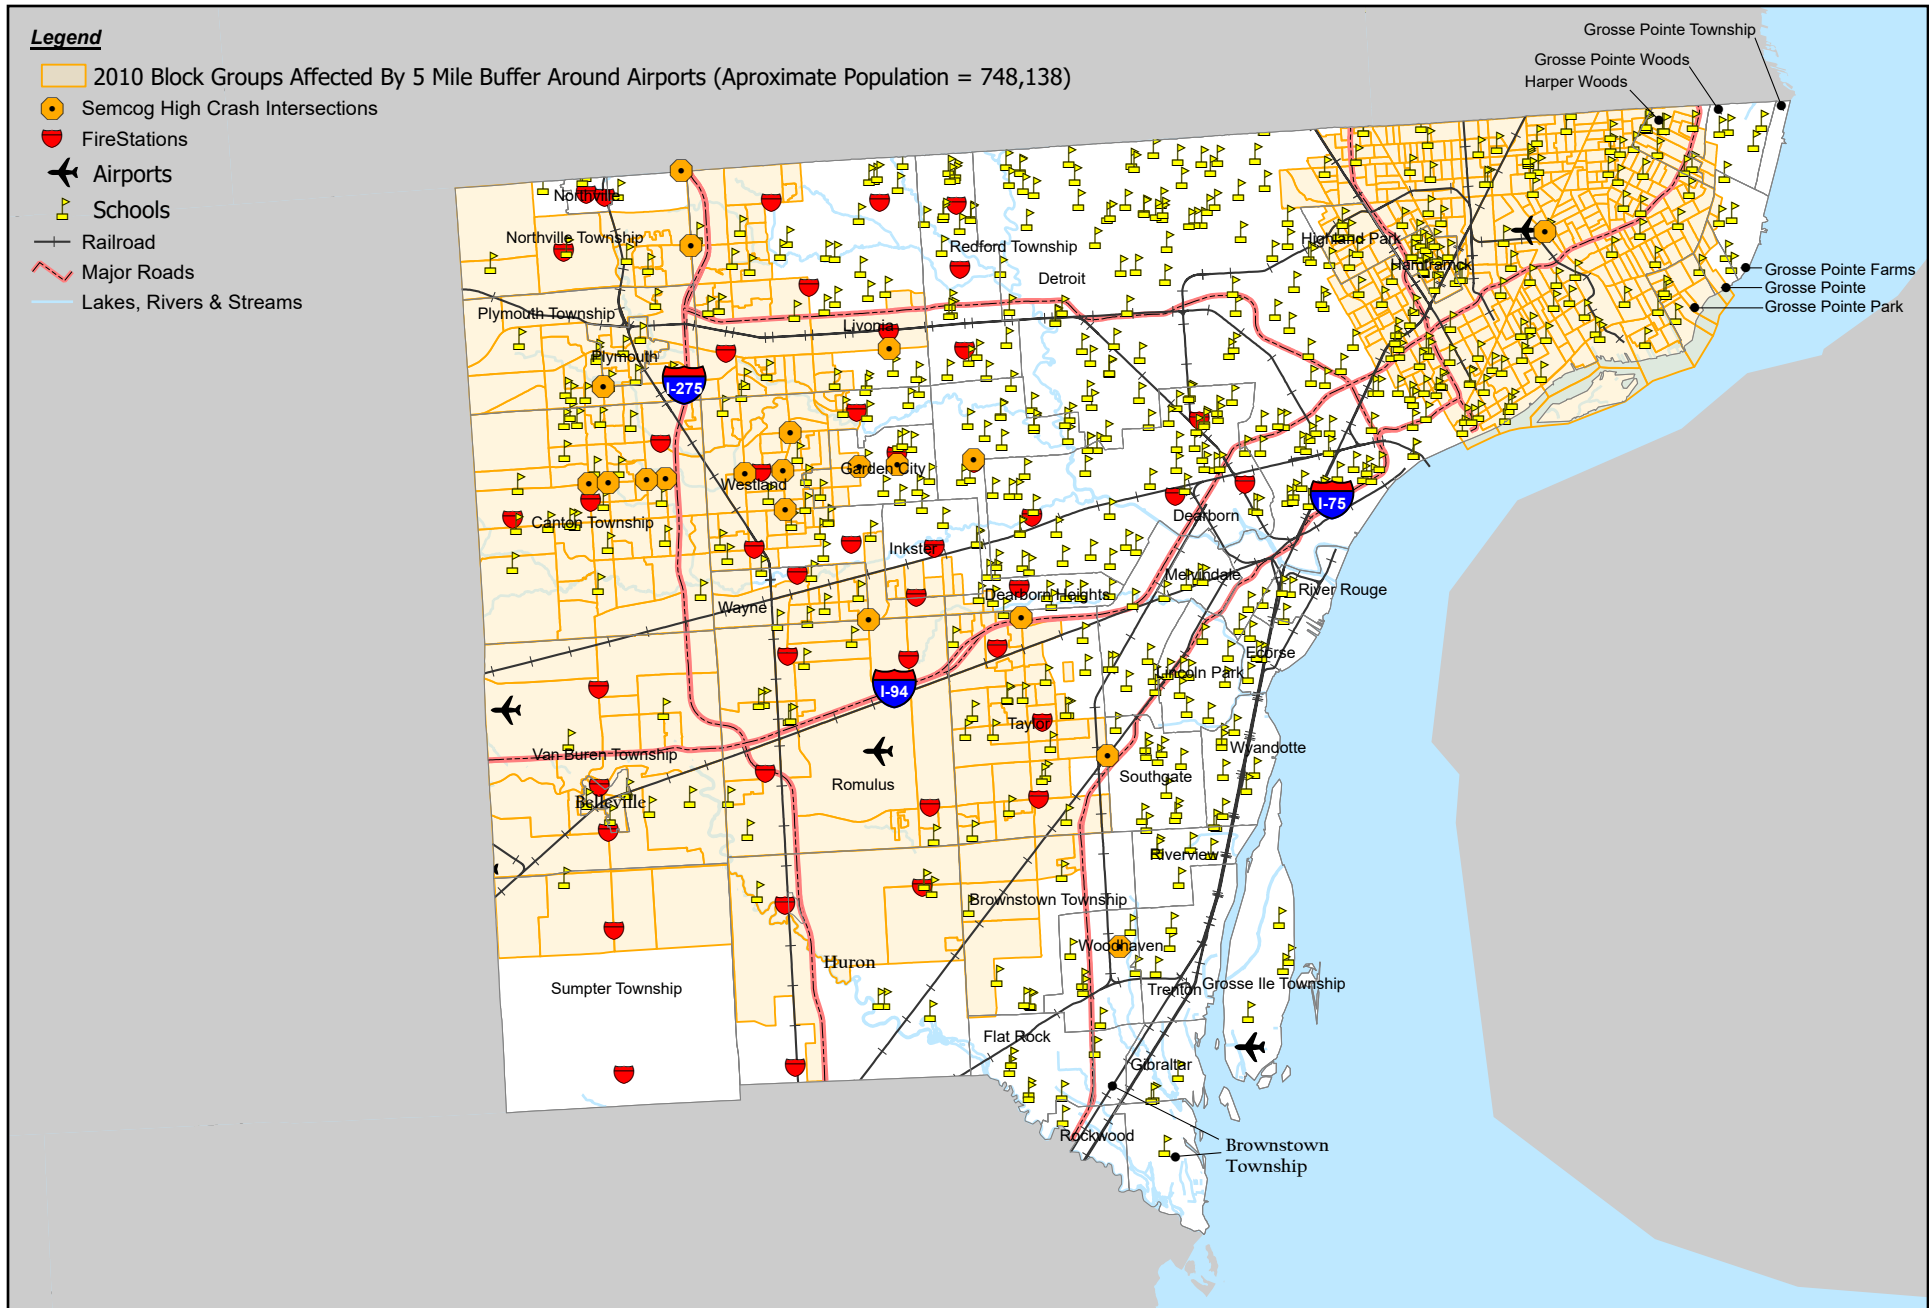 Legend
2010 Block Groups Affected By 5 Mile Buffer Around Airports (Aproximate Population = 748,138)
Semcog High Crash Intersections
FireStations
Airports
Schools
Railroad
Major Roads
Lakes, Rivers & Streams
Grosse Pointe Township
Grosse Pointe Woods
Harper Woods
Northville
Northville Township
Redford Township
Highland Park
Hamtramck
Detroit
Grosse Pointe Farms
Grosse Pointe
Grosse Pointe Park
Plymouth Township
Livonia
Plymouth
I-275
Garden City
Westland
I-75
Canton Township
Dearborn
Inkster
Melvindale
River Rouge
Dearborn Heights
Wayne
Ecorse
Lincoln Park
I-94
Taylor
Wyandotte
Van Buren Township
Southgate
Romulus
Belleville
Riverview
Brownstown Township
Woodhaven
Huron
Sumpter Township
Trenton
Grosse Ile Township
Flat Rock
Gibraltar
Rockwood
Brownstown
Township